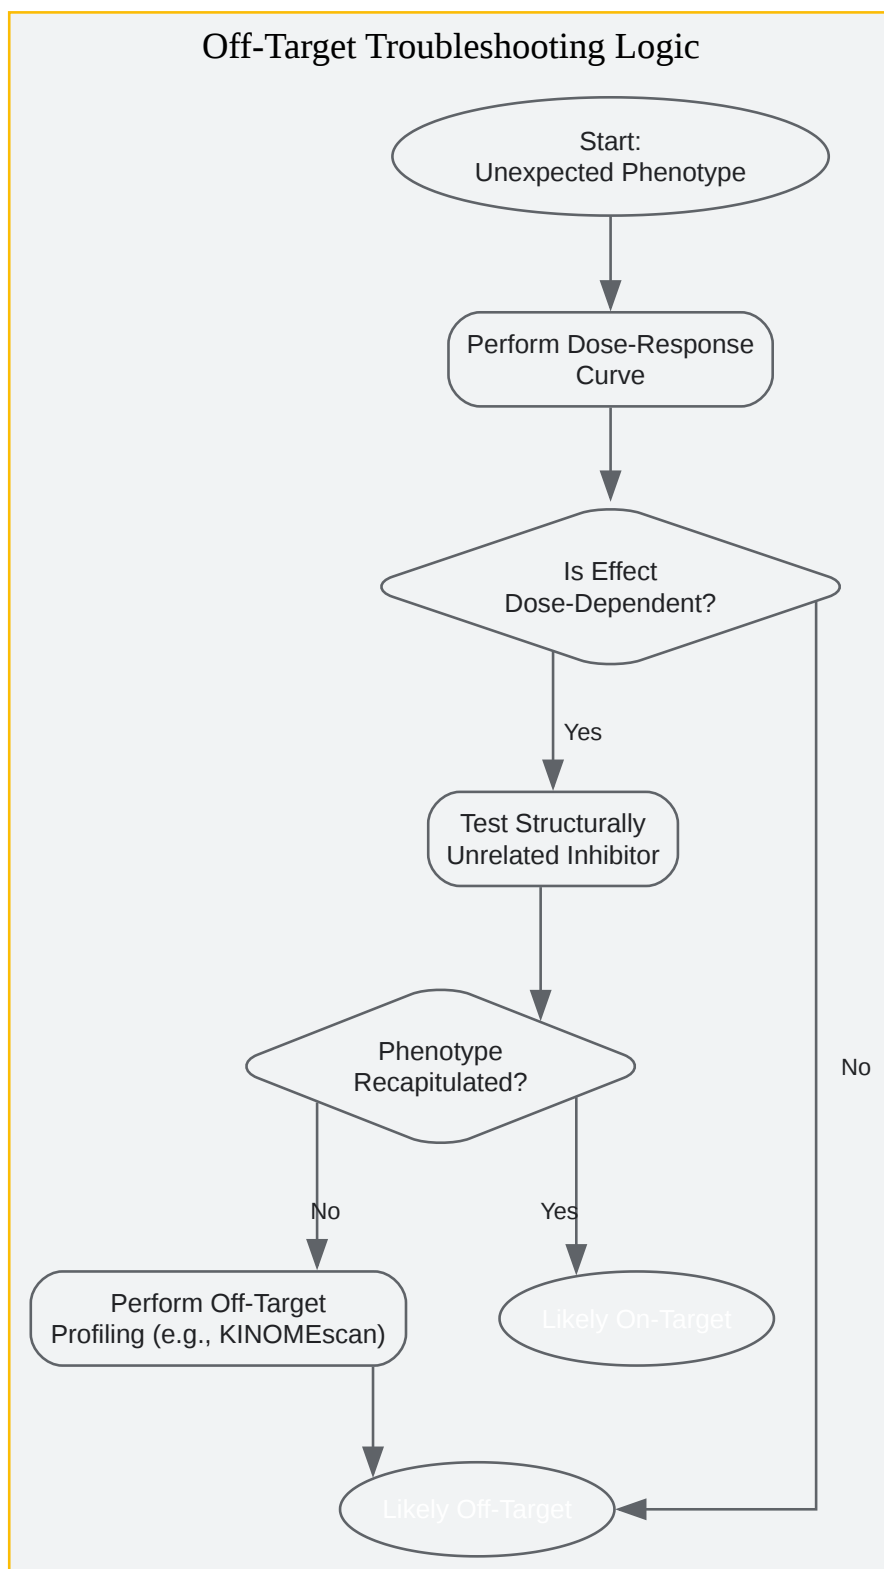 Off-Target Troubleshooting Logic
Start:
Unexpected Phenotype
Perform Dose-Response
Curve
Is Effect
Dose-Dependent?
Yes
Test Structurally
Unrelated Inhibitor
Phenotype
Recapitulated?
No
No
Yes
Perform Off-Target
Profiling (e.g., KINOMEscan)
Likely On-Target
Likely Off-Target